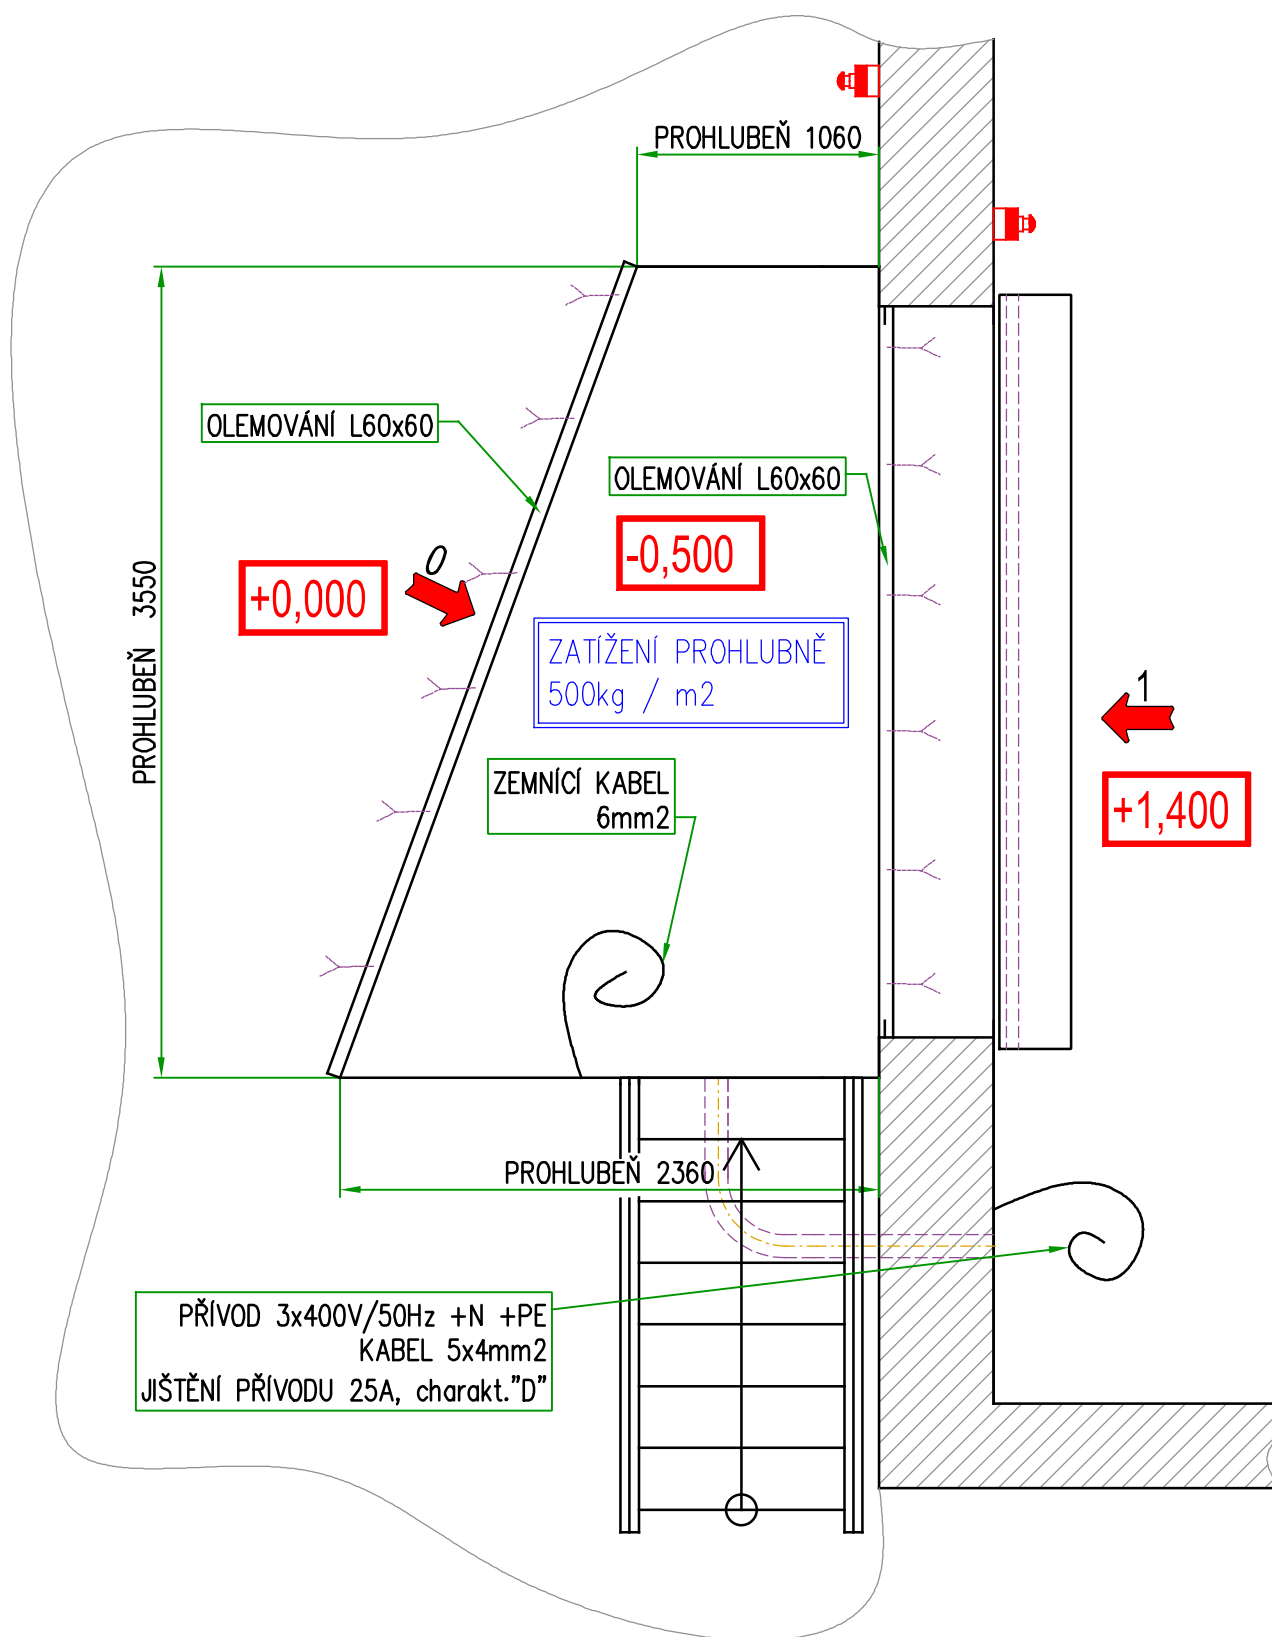 PROHLUBEŇ 1060
OLEMOVÁNÍ L60x60
OLEMOVÁNÍ L60x60
-0,500
0
+0,000
PROHLUBEŇ 3550
ZATÍŽENÍ PROHLUBNĚ
500kg / m2
1
+1,400
ZEMNÍCÍ KABEL
6mm2
PROHLUBEŇ 2360
PŘÍVOD 3x400V/50Hz +N +PE
KABEL 5x4mm2
JIŠTĚNÍ PŘÍVODU 25A, charakt."D"